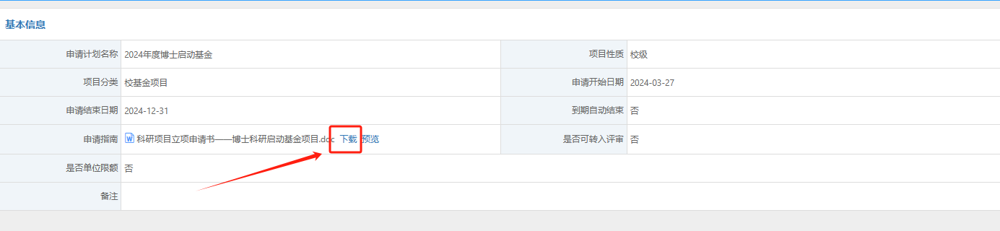 基本信息
申请计划名称 2024年度博士启动基金 项目性质 校级
项目分类 校基金项目 申请开始日期 2024-03-27
申请结束日期 2024-12-31 到期自动结束 否
申请指南 科研项目立项申请书——博士科研启动基金项目.doc 下载 预览 是否可转入评审 否
是否单位限额 否
备注